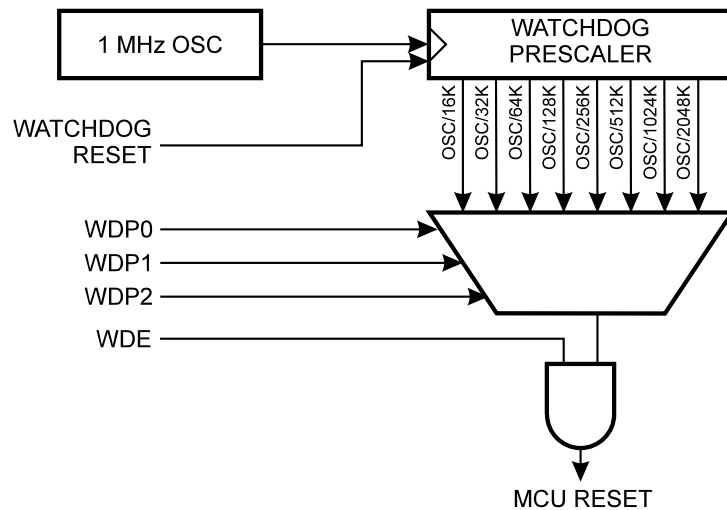 1 MHz OSC
WATCHDOG
PRESCALER
WATCHDOG
RESET
OSC/16K
OSC/32K
OSC/64K
OSC/128K
OSC/256K
OSC/512K
OSC/1024K
OSC/2048K
WDP0
WDP1
WDP2
WDE
MCU RESET